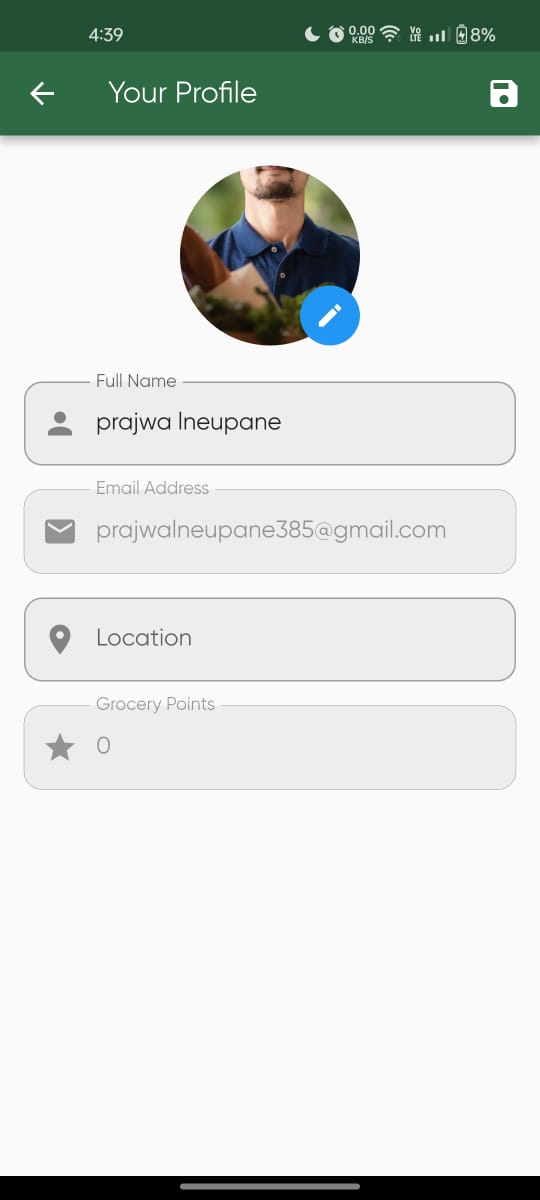 4:39
0.00
KB/S
Vo
LTE
8%
Your Profile
Full Name
prajwa lneupane
Email Address
prajwalneupane385@gmail.com
Location
Grocery Points
0